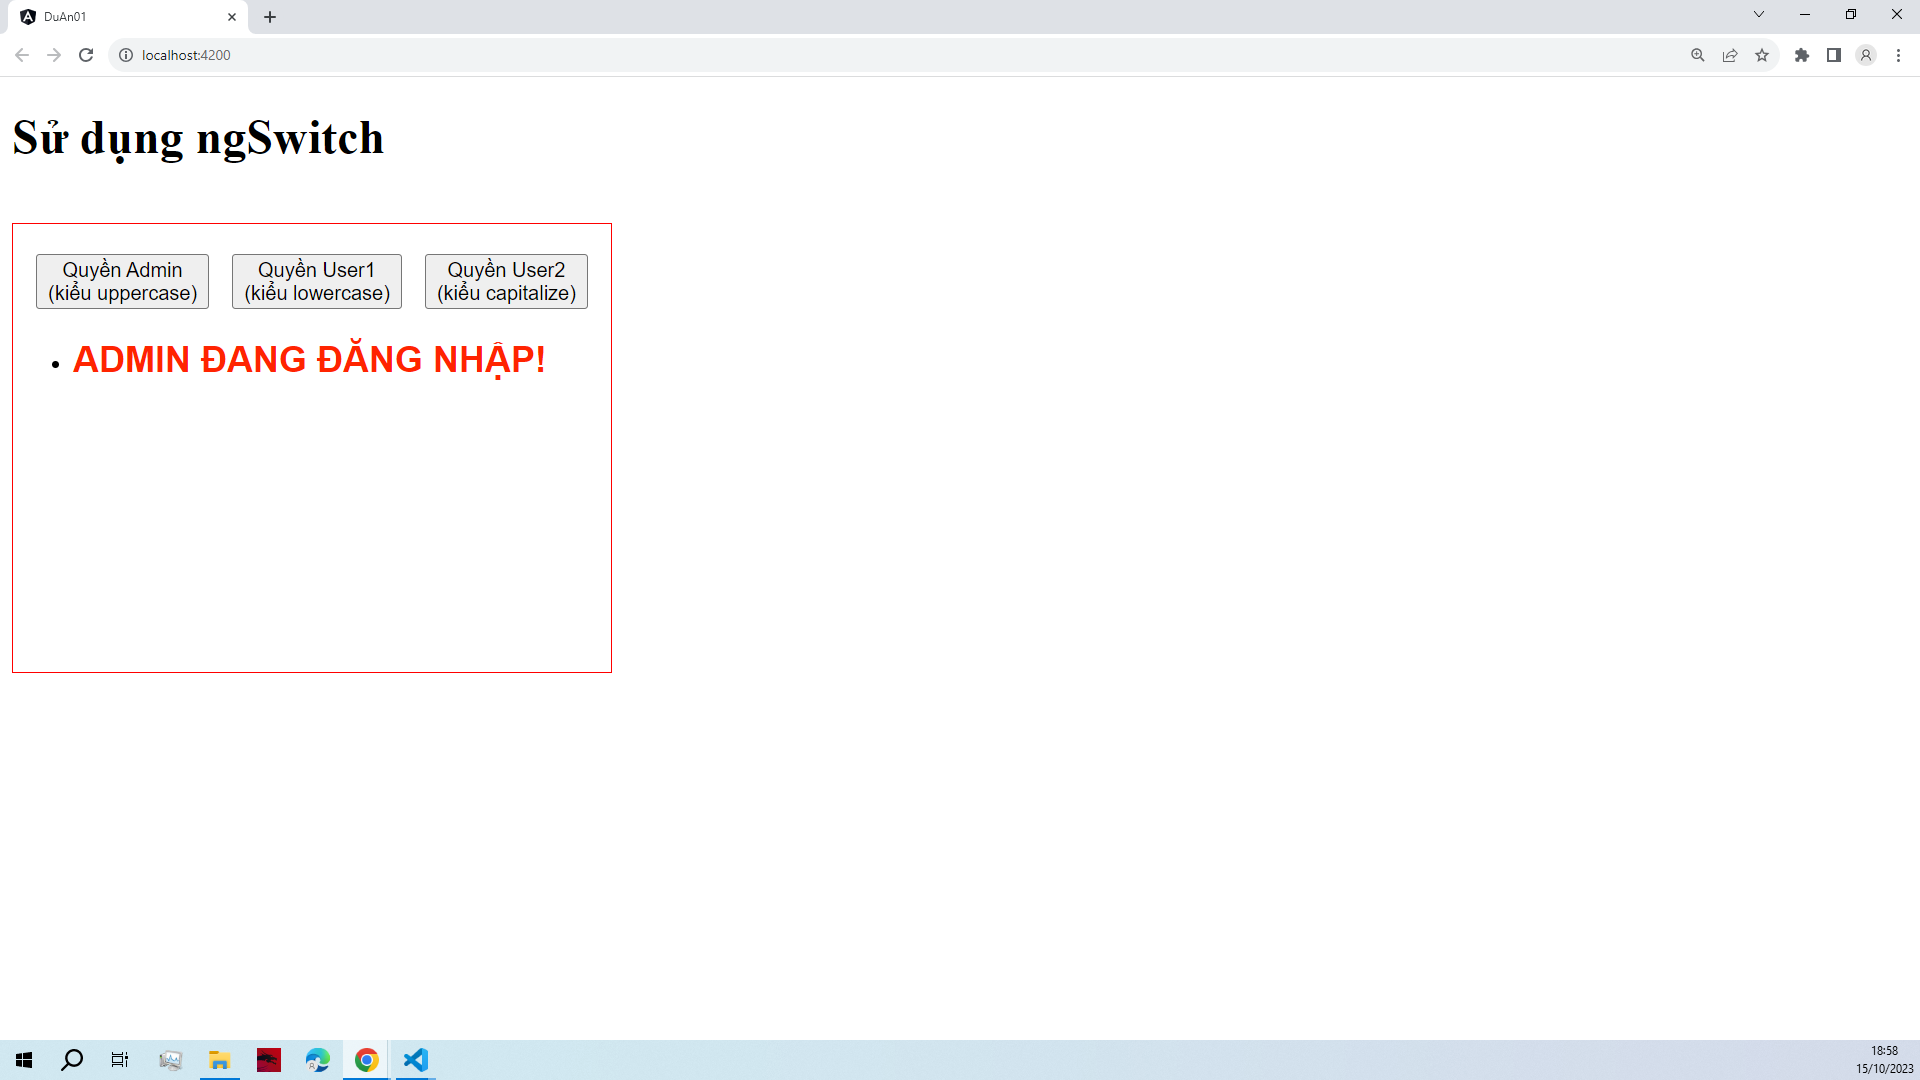 DuAn01
localhost:4200
Sử dụng ngSwitch
Quyền Admin
(kiểu uppercase)
Quyền User1
(kiểu lowercase)
Quyền User2
(kiểu capitalize)
ADMIN ĐANG ĐĂNG NHẬP!
18:58
15/10/2023